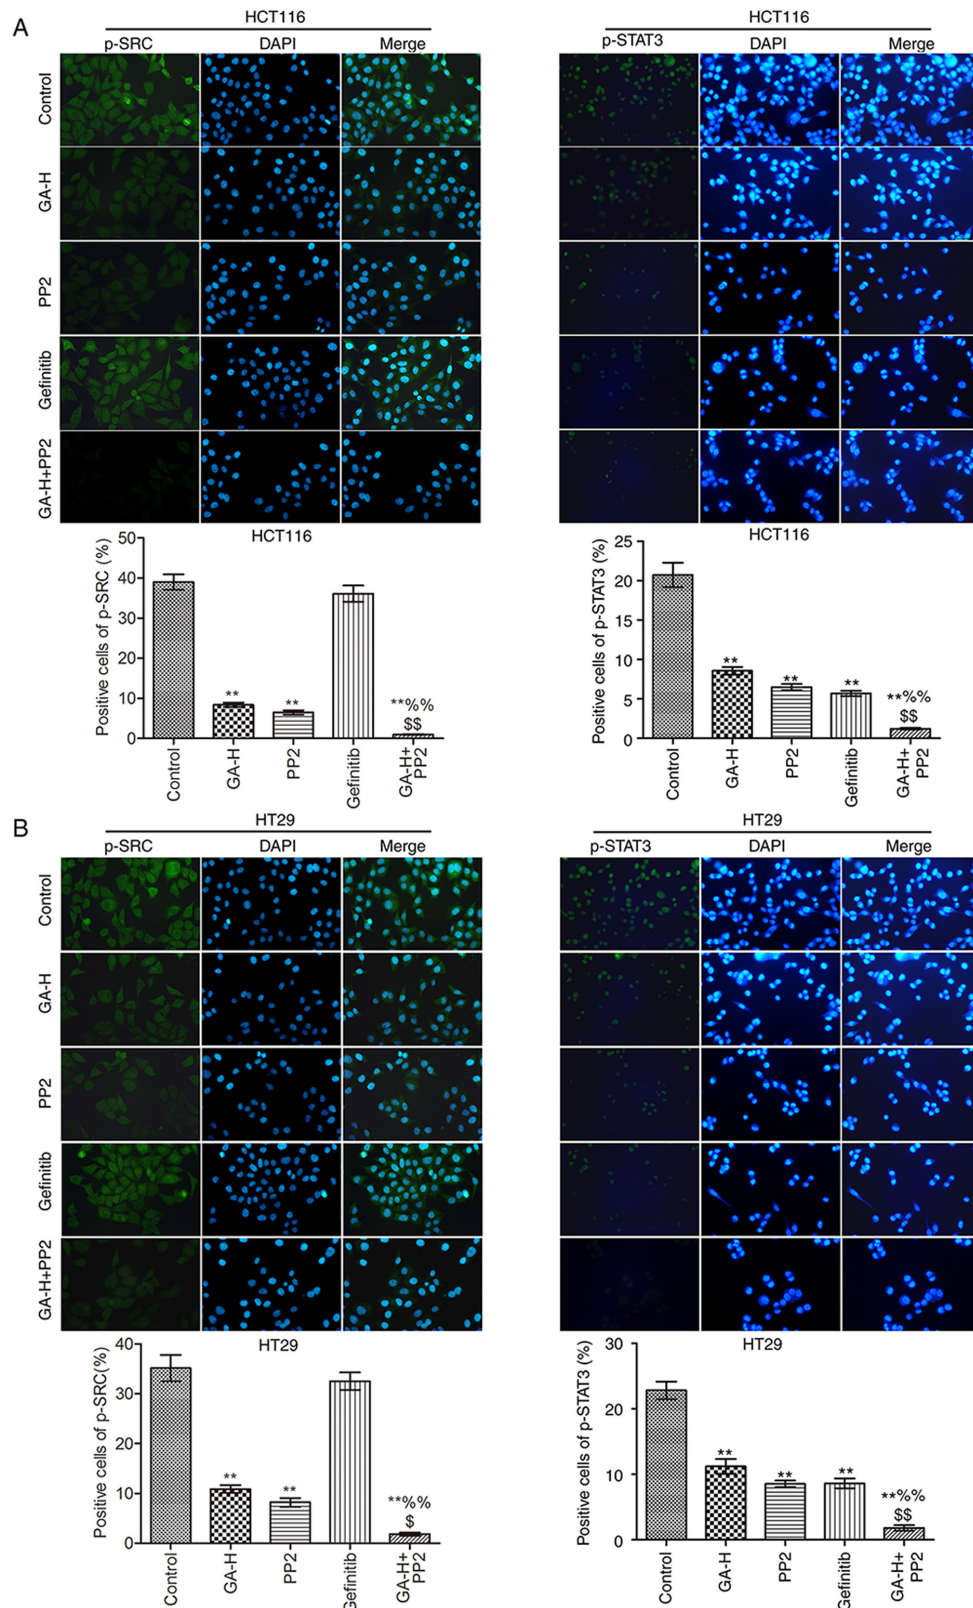 A
HCT116
p-SRC DAPI Merge
Control
GA-H
PP2
Gefinitib
GA-H+PP2
HCT116
p-STAT3 DAPI Merge
HCT116
Positive cells of p-SRC (%)
50
40
30
20
10
0
**
**
**%%
$$
Control
GA-H
PP2
Gefinitib
GA-H+
PP2
HCT116
Positive cells of p-STAT3 (%)
25
20
15
10
5
0
**
**
**
**%%
$$
Control
GA-H
PP2
Gefinitib
GA-H+
PP2
B
HT29
p-SRC DAPI Merge
Control
GA-H
PP2
Gefinitib
GA-H+PP2
HT29
p-STAT3 DAPI Merge
HT29
Positive cells of p-SRC(%)
40
30
20
10
0
**
**
**%%
$
Control
GA-H
PP2
Gefinitib
GA-H+
PP2
HT29
Positive cells of p-STAT3 (%)
30
20
10
0
**
**
**
**%%
$$
Control
GA-H
PP2
Gefinitib
GA-H+
PP2